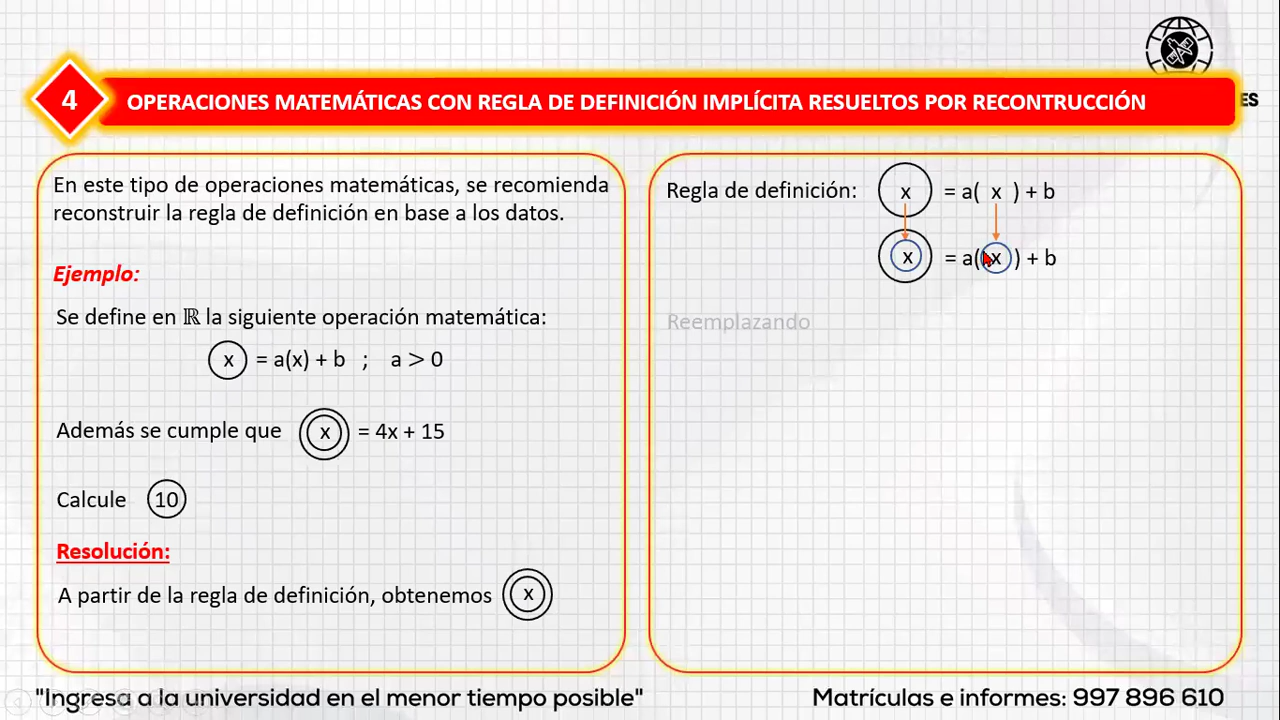 4
OPERACIONES MATEMÁTICAS CON REGLA DE DEFINICIÓN IMPLÍCITA RESUELTOS POR RECONTRUCCIÓN
ES
En este tipo de operaciones matemáticas, se recomienda
reconstruir la regla de definición en base a los datos.
Ejemplo:
Se define en ℝ la siguiente operación matemática:
x = a(x) + b ; a > 0
Además se cumple que x = 4x + 15
Calcule 10
Resolución:
A partir de la regla de definición, obtenemos x
Regla de definición: x = a( x ) + b
x = a( x ) + b
Reemplazando
"Ingresa a la universidad en el menor tiempo posible"
Matrículas e informes: 997 896 610